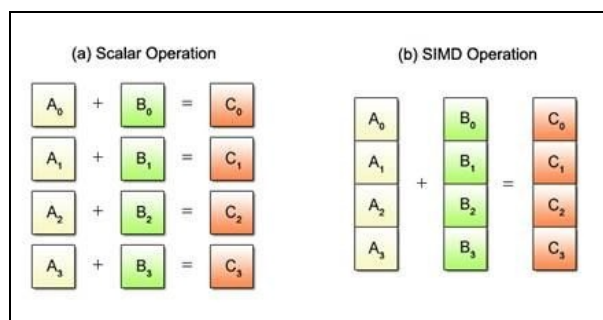 (a) Scalar Operation
A₀ + B₀ = C₀
A₁ + B₁ = C₁
A₂ + B₂ = C₂
A₃ + B₃ = C₃
(b) SIMD Operation
A₀ B₀ C₀
A₁ B₁ C₁
+ =
A₂ B₂ C₂
A₃ B₃ C₃